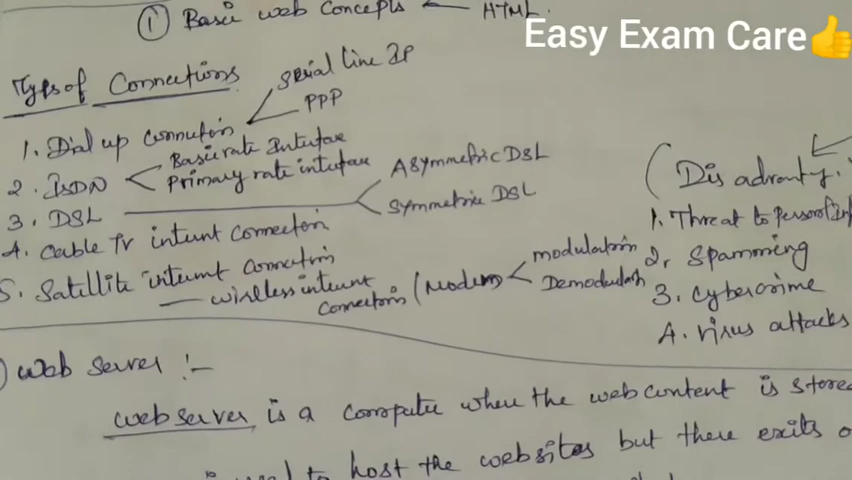 ① Basic web Concepts ← HTML.
Easy Exam Care👍
Types of Connections
Serial line IP
PPP
1. Dial up connection
Basic rate Interface
2. ISDN
Primary rate interface
3. DSL
Asymmetric DSL
Symmetric DSL
4. Cable TV internet connection
5. Satellite internet connection
— wireless internet
connection (Modem
modulation
Demodulation
(Disadvantage.
1. Threat to Personal
2. Spamming
3. Cybercrime
4. Virus attacks
) Web Server :-
web server is a computer where the web content is stored
to host the websites but there exits